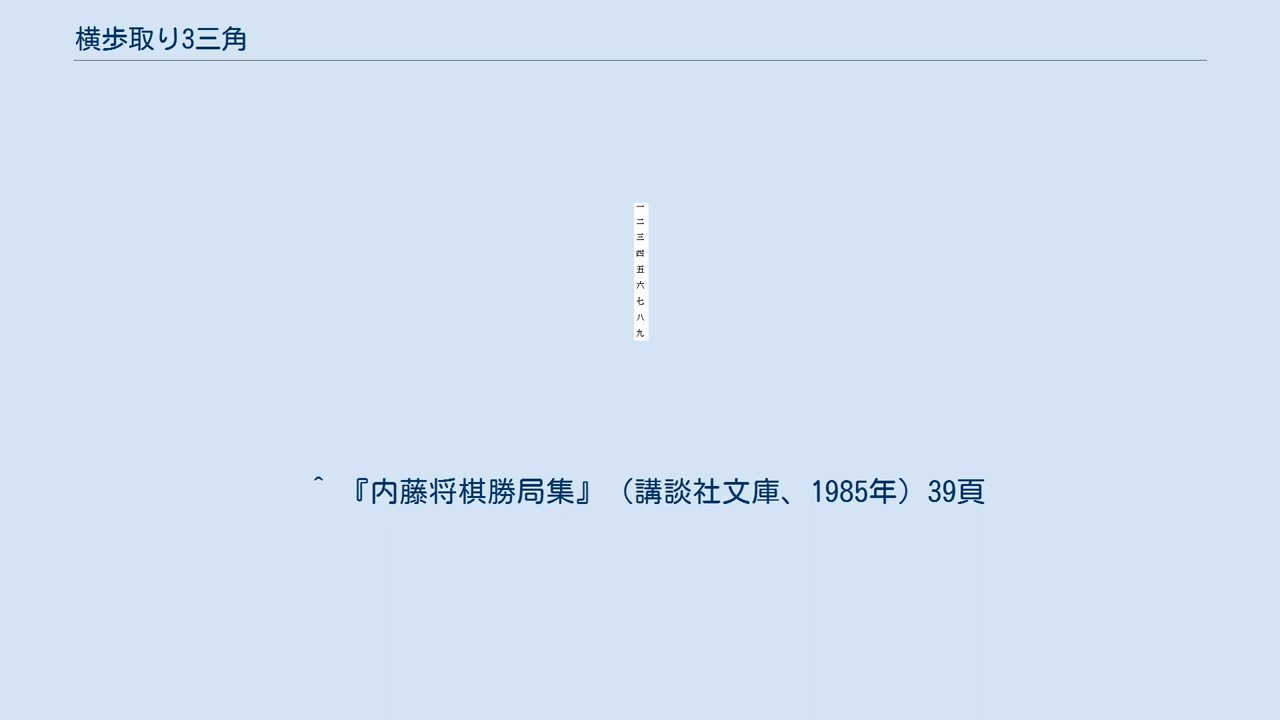 横歩取り3三角
一
二
三
四
五
六
七
八
九
^ 『内藤将棋勝局集』（講談社文庫、1985年）39頁